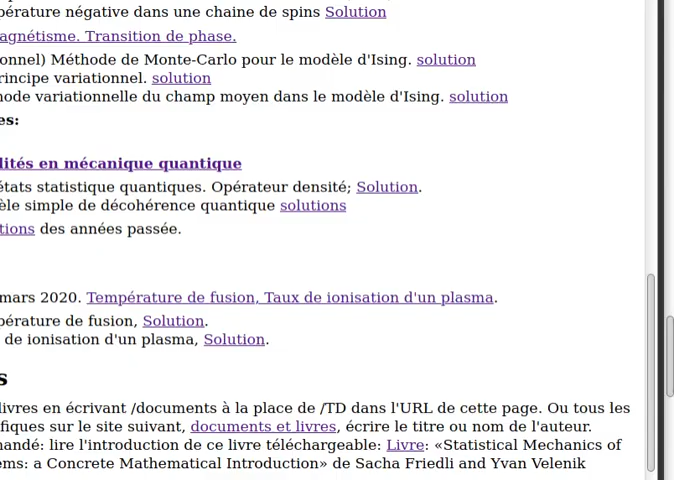 pérature négative dans une chaine de spins Solution
agnétisme. Transition de phase.
onnel) Méthode de Monte-Carlo pour le modèle d'Ising. solution
rincipe variationnel. solution
hode variationnelle du champ moyen dans le modèle d'Ising. solution
es:
lités en mécanique quantique
états statistique quantiques. Opérateur densité; Solution.
èle simple de décohérence quantique solutions
tions des années passée.
mars 2020. Température de fusion, Taux de ionisation d'un plasma.
pérature de fusion, Solution.
de ionisation d'un plasma, Solution.
s
livres en écrivant /documents à la place de /TD dans l'URL de cette page. Ou tous les
fiques sur le site suivant, documents et livres, écrire le titre ou nom de l'auteur.
nandé: lire l'introduction de ce livre téléchargeable: Livre: «Statistical Mechanics of
ems: a Concrete Mathematical Introduction» de Sacha Friedli and Yvan Velenik